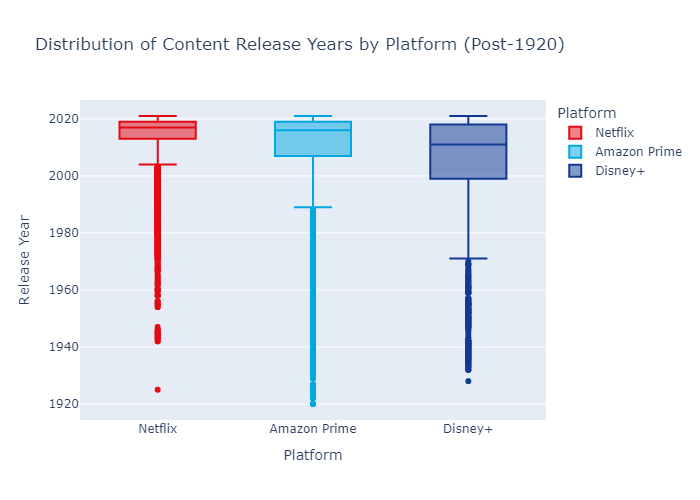 Distribution of Content Release Years by Platform (Post-1920)
Platform
Netflix
Amazon Prime
Disney+
2020
2000
1980
1960
1940
1920
Release Year
Netflix
Amazon Prime
Disney+
Platform